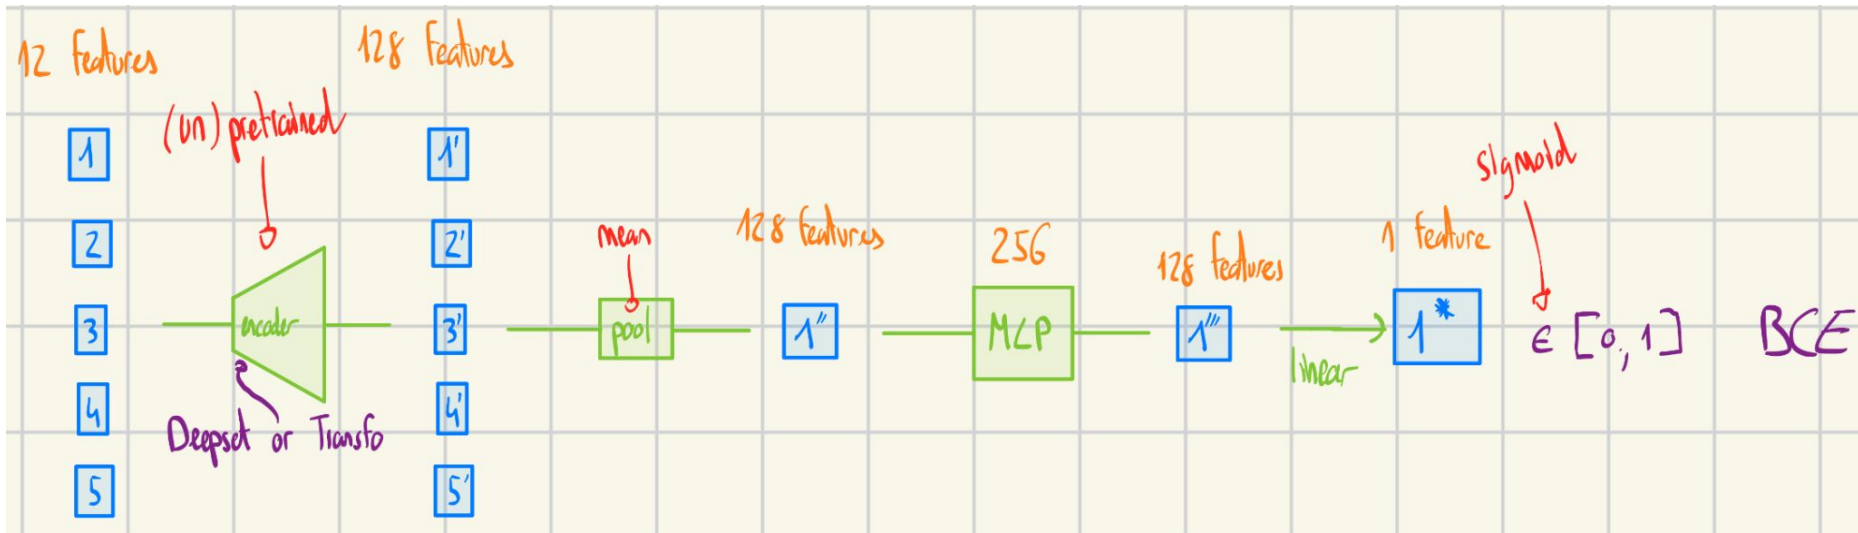 12 features
128 features
(un)pretrained
1
2
3
4
5
encoder
Deepset or Transfo
1'
2'
3'
4'
5'
mean
pool
128 features
1''
256
MLP
128 features
1'''
linear
1 feature
1*
sigmoid
∈ [0,1]
BCE